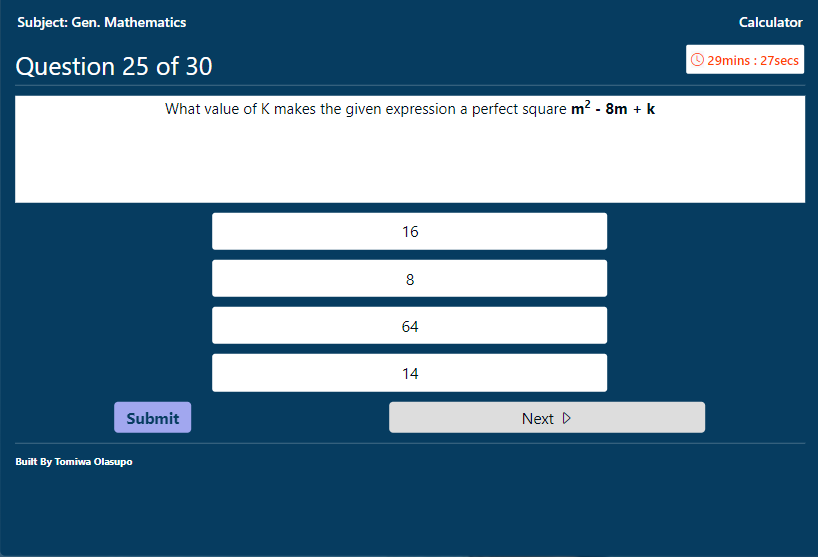 Subject: Gen. Mathematics
Calculator
Question 25 of 30
29mins : 27secs
What value of K makes the given expression a perfect square m² - 8m + k
16
8
64
14
Submit
Next
Built By Tomiwa Olasupo